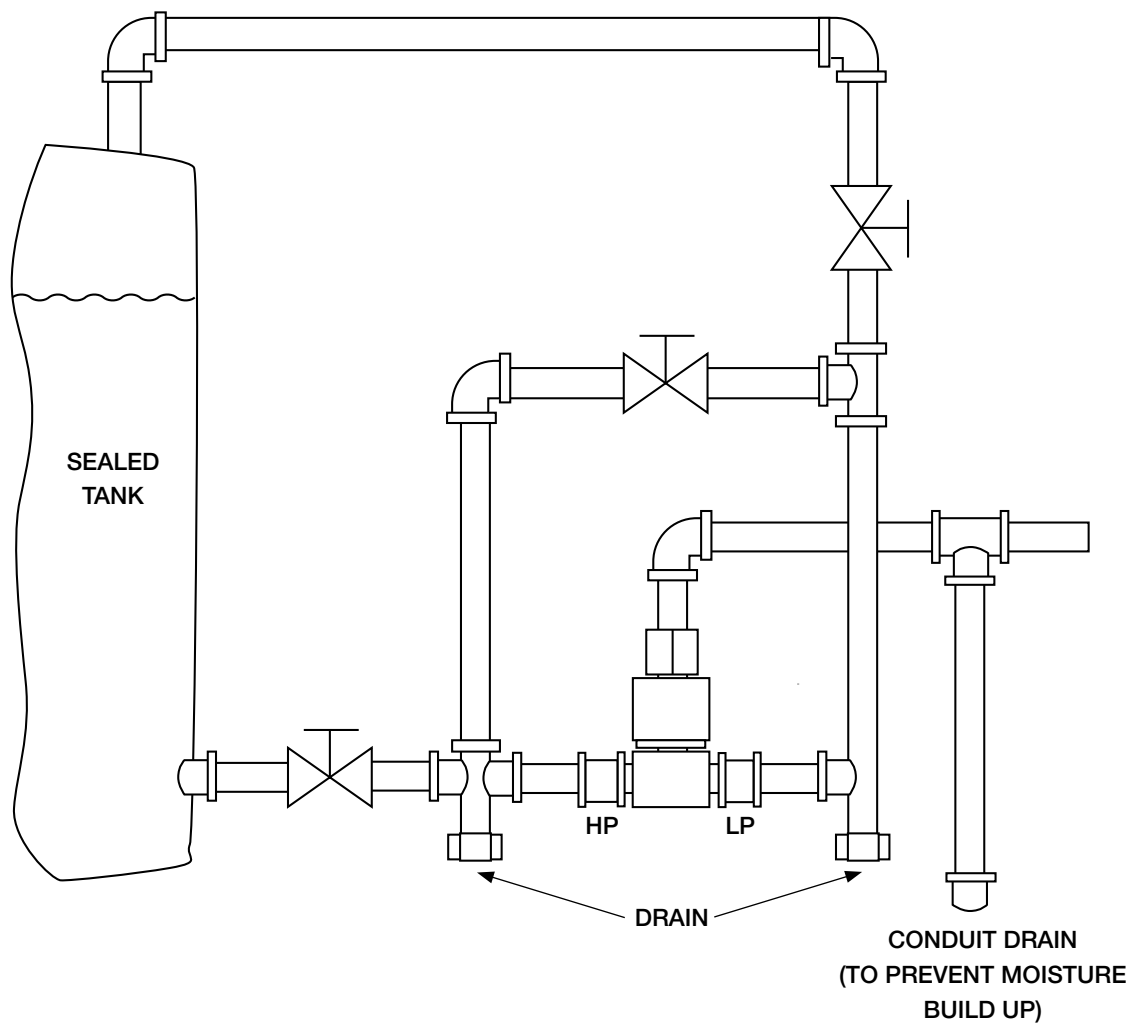 SEALED
TANK
HP
LP
DRAIN
CONDUIT DRAIN
(TO PREVENT MOISTURE
BUILD UP)